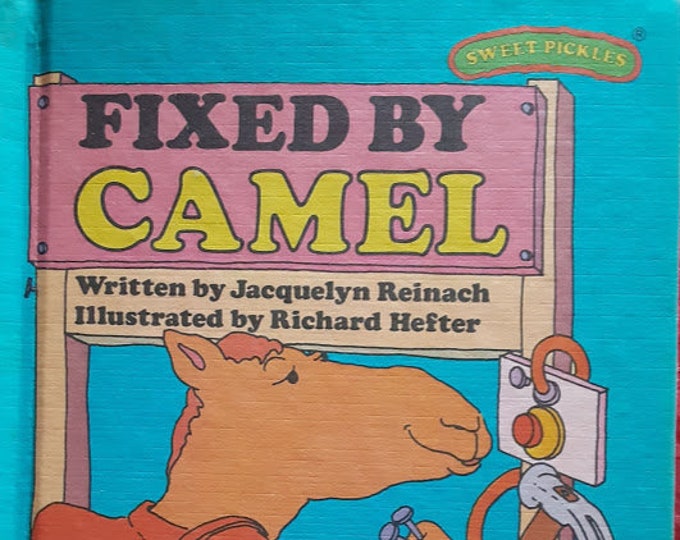 SWEET PICKLES ®
FIXED BY
CAMEL
Written by Jacquelyn Reinach
Illustrated by Richard Hefter